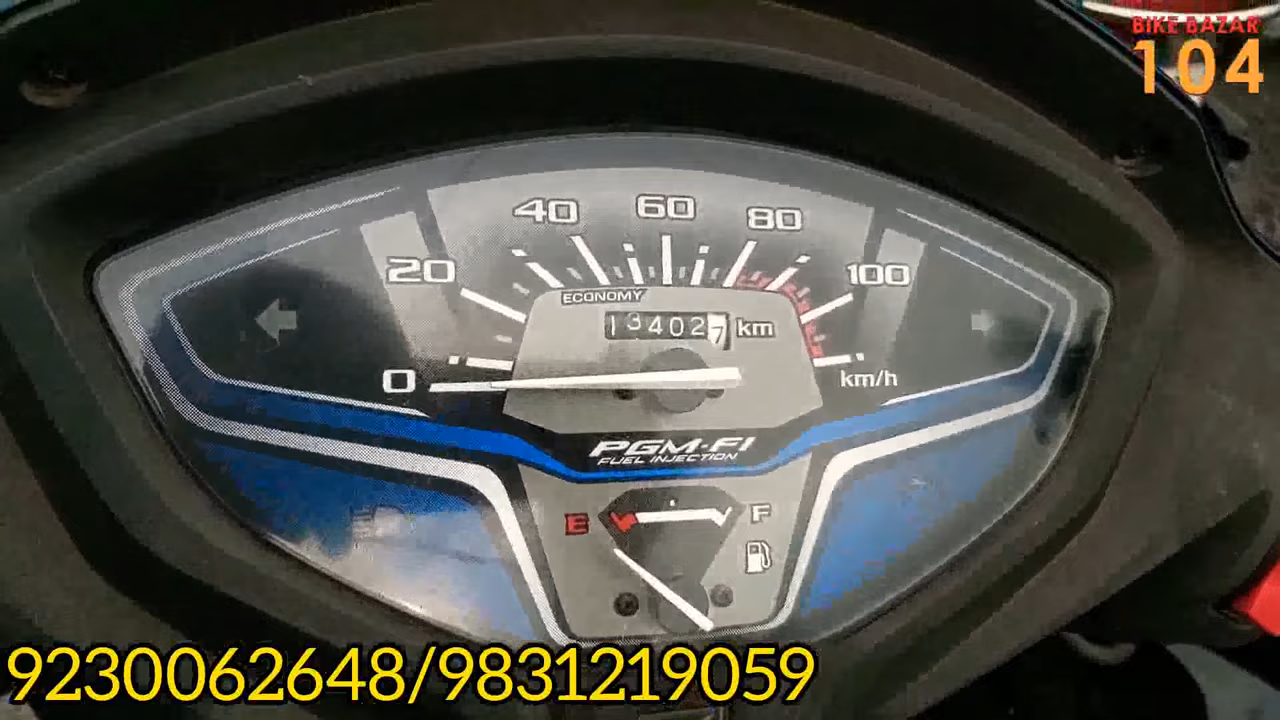 BIKE BAZAR
104
0 20 40 60 80 100
ECONOMY
134027 km
km/h
PGM-FI
FUEL INJECTION
E F
9230062648/9831219059